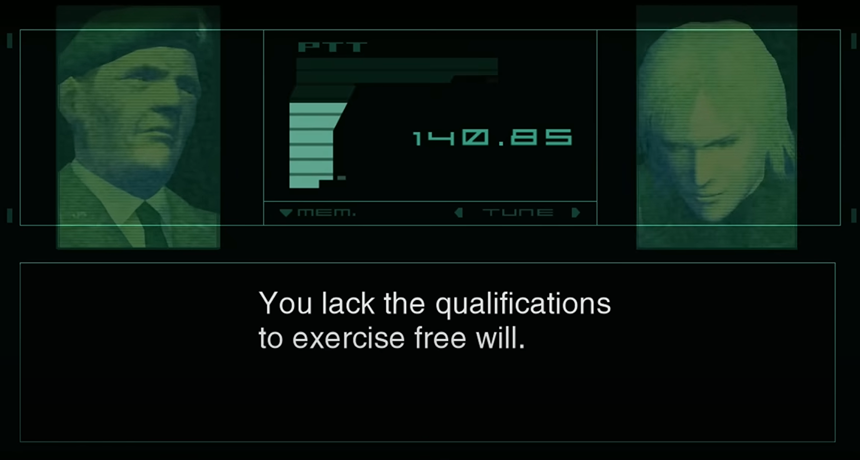 PTT
140.85
MEM.
TUNE
You lack the qualifications
to exercise free will.